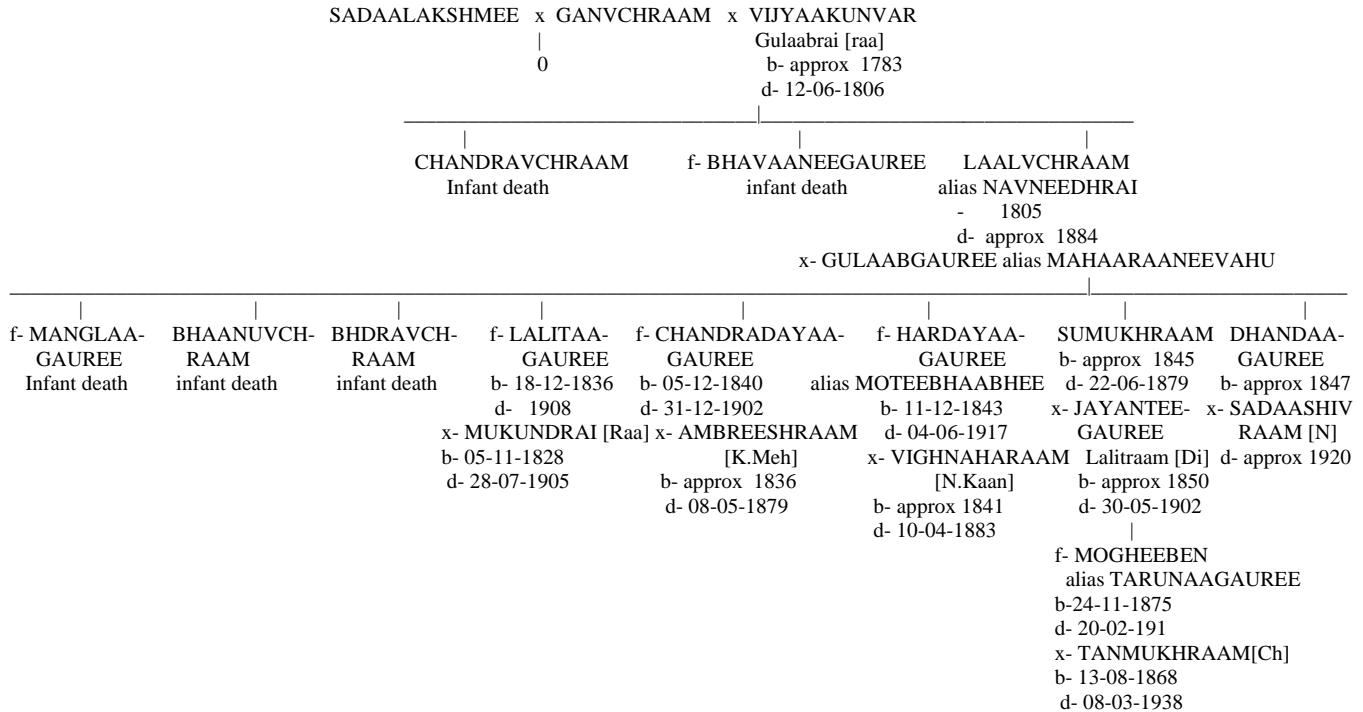 SADAALAKSHMEE x GANVCHRAAM x VIJYAAKUNVAR
| Gulaabrai [raa]
0 b- approx 1783
d- 12-06-1806
CHANDRAVCHRAAM f- BHAVAANEEGAUREE LAALVCHRAAM
Infant death infant death alias NAVNEEDHRAI
- 1805
d- approx 1884
x- GULAABGAUREE alias MAHAARAANEEVAHU
f- MANGLAA- BHAANUVCH- BHDRAVCH- f- LALITAA- f- CHANDRADAYAA- f- HARDAYAA- SUMUKHRAAM DHANDAA-
GAUREE RAAM RAAM GAUREE GAUREE GAUREE b- approx 1845 GAUREE
Infant death infant death infant death b- 18-12-1836 b- 05-12-1840 alias MOTEEBHAABHEE d- 22-06-1879 b- approx 1847
d- 1908 d- 31-12-1902 b- 11-12-1843 x- JAYANTEE- x- SADAASHIV
x- MUKUNDRAI [Raa] x- AMBREESHRAAM d- 04-06-1917 GAUREE RAAM [N]
b- 05-11-1828 [K.Meh] x- VIGHNAHARAAM Lalitraam [Di] d- approx 1920
d- 28-07-1905 b- approx 1836 [N.Kaan] b- approx 1850
d- 08-05-1879 b- approx 1841 d- 30-05-1902
d- 10-04-1883
f- MOGHEEBEN
alias TARUNAAGAUREE
b-24-11-1875
d- 20-02-191
x- TANMUKHRAAM[Ch]
b- 13-08-1868
d- 08-03-1938